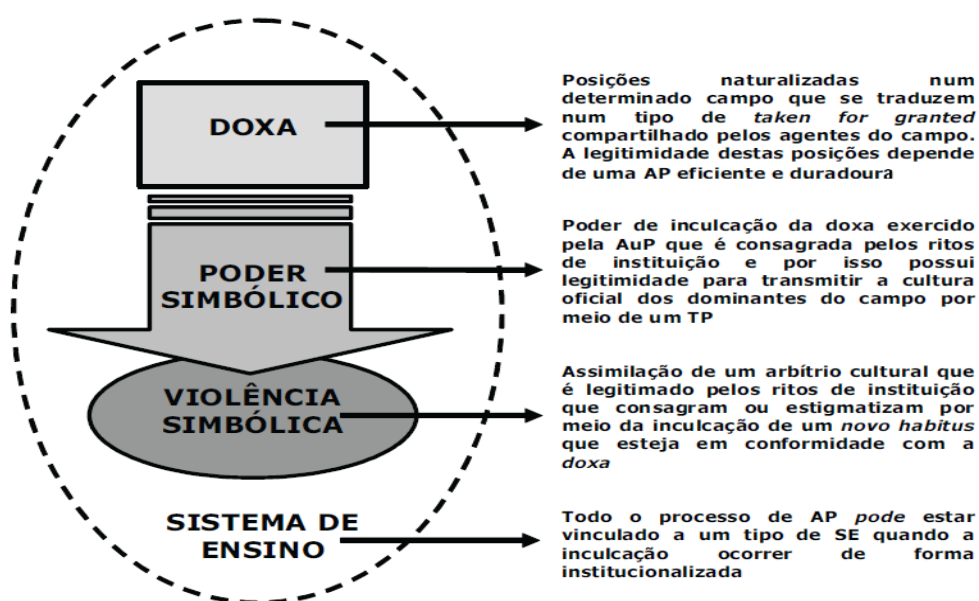 DOXA
Posições naturalizadas num
determinado campo que se traduzem
num tipo de taken for granted
compartilhado pelos agentes do campo.
A legitimidade destas posições depende
de uma AP eficiente e duradoura
PODER
SIMBÓLICO
Poder de inculcação da doxa exercido
pela AuP que é consagrada pelos ritos
de instituição e por isso possui
legitimidade para transmitir a cultura
oficial dos dominantes do campo por
meio de um TP
VIOLÊNCIA
SIMBÓLICA
Assimilação de um arbítrio cultural que
é legitimado pelos ritos de instituição
que consagram ou estigmatizam por
meio da inculcação de um novo habitus
que esteja em conformidade com a
doxa
SISTEMA DE
ENSINO
Todo o processo de AP pode estar
vinculado a um tipo de SE quando a
inculcação ocorrer de forma
institucionalizada